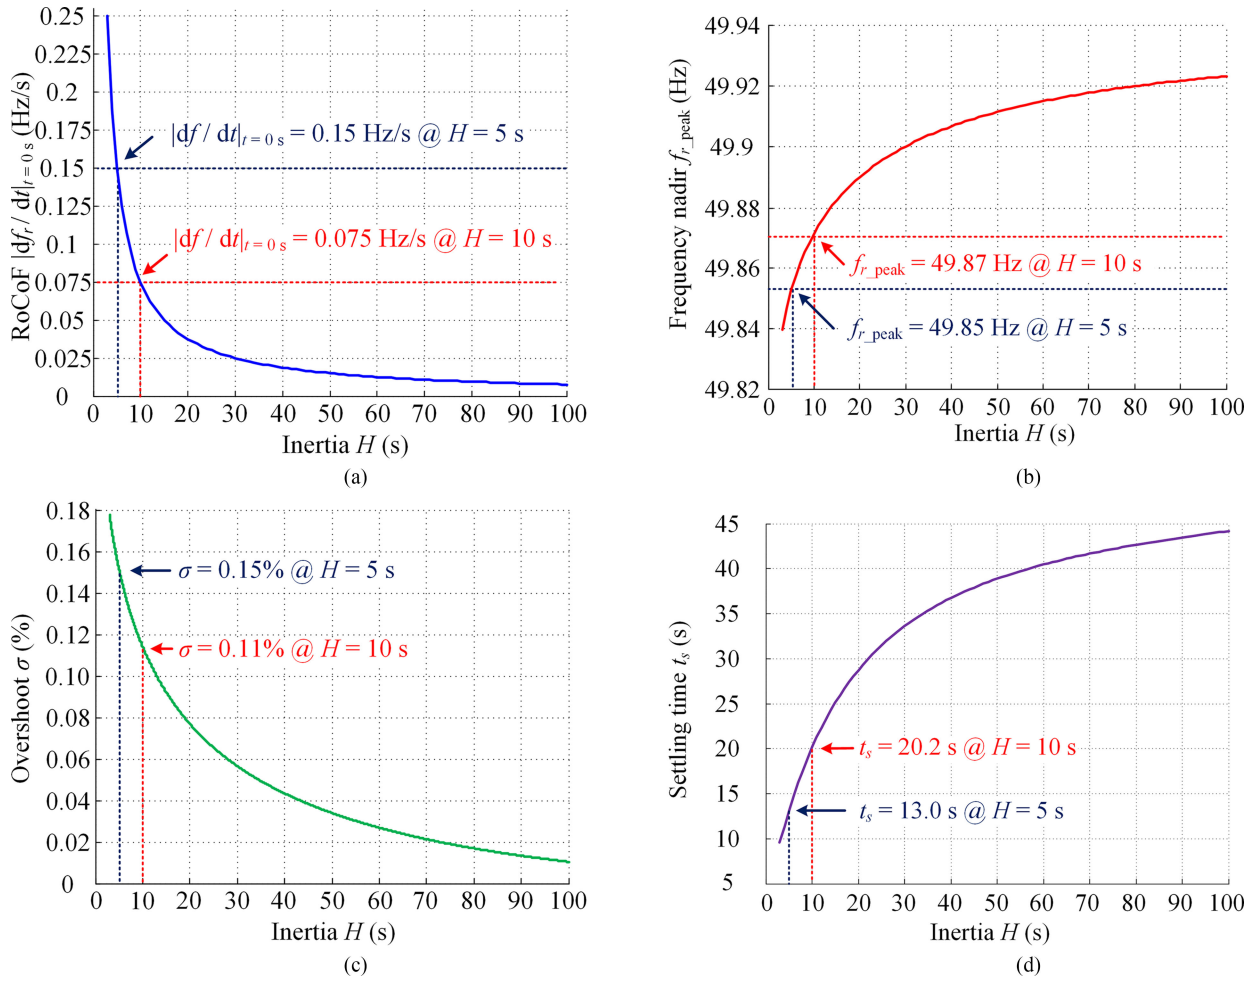 RoCoF |df_r / dt|_{t = 0 s} (Hz/s)
0.25
0.225
0.2
0.175
0.15
0.125
0.1
0.075
0.05
0.025
0
|df / dt|_{t = 0 s} = 0.15 Hz/s @ H = 5 s
|df / dt|_{t = 0 s} = 0.075 Hz/s @ H = 10 s
0 10 20 30 40 50 60 70 80 90 100
Inertia H (s)
(a)
Frequency nadir f_{r_peak} (Hz)
49.94
49.92
49.9
49.88
49.86
49.84
49.82
f_{r_peak} = 49.87 Hz @ H = 10 s
f_{r_peak} = 49.85 Hz @ H = 5 s
0 10 20 30 40 50 60 70 80 90 100
Inertia H (s)
(b)
Overshoot σ (%)
0.18
0.16
0.14
0.12
0.10
0.08
0.06
0.04
0.02
0
σ = 0.15% @ H = 5 s
σ = 0.11% @ H = 10 s
0 10 20 30 40 50 60 70 80 90 100
Inertia H (s)
(c)
Settling time t_s (s)
45
40
35
30
25
20
15
10
5
t_s = 20.2 s @ H = 10 s
t_s = 13.0 s @ H = 5 s
0 10 20 30 40 50 60 70 80 90 100
Inertia H (s)
(d)